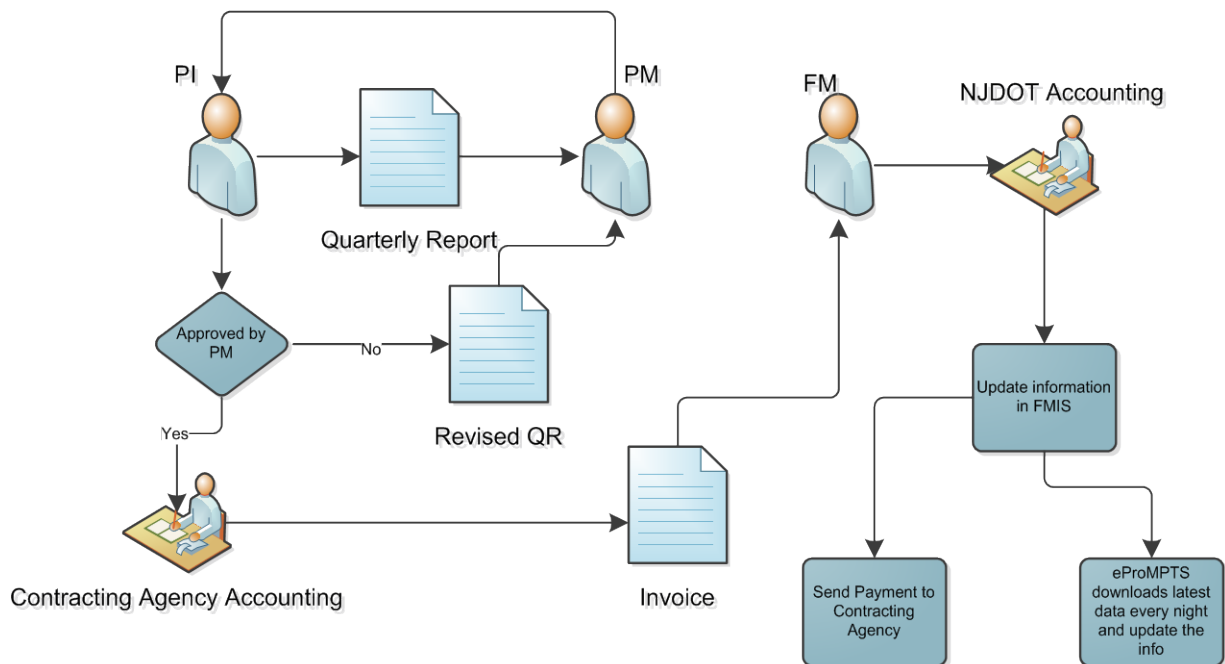 PI
PM
FM
NJDOT Accounting
Quarterly Report
Approved by
PM
No
Revised QR
Yes
Update information
in FMIS
Contracting Agency Accounting
Invoice
Send Payment to
Contracting
Agency
eProMPTS
downloads latest
data every night
and update the
info